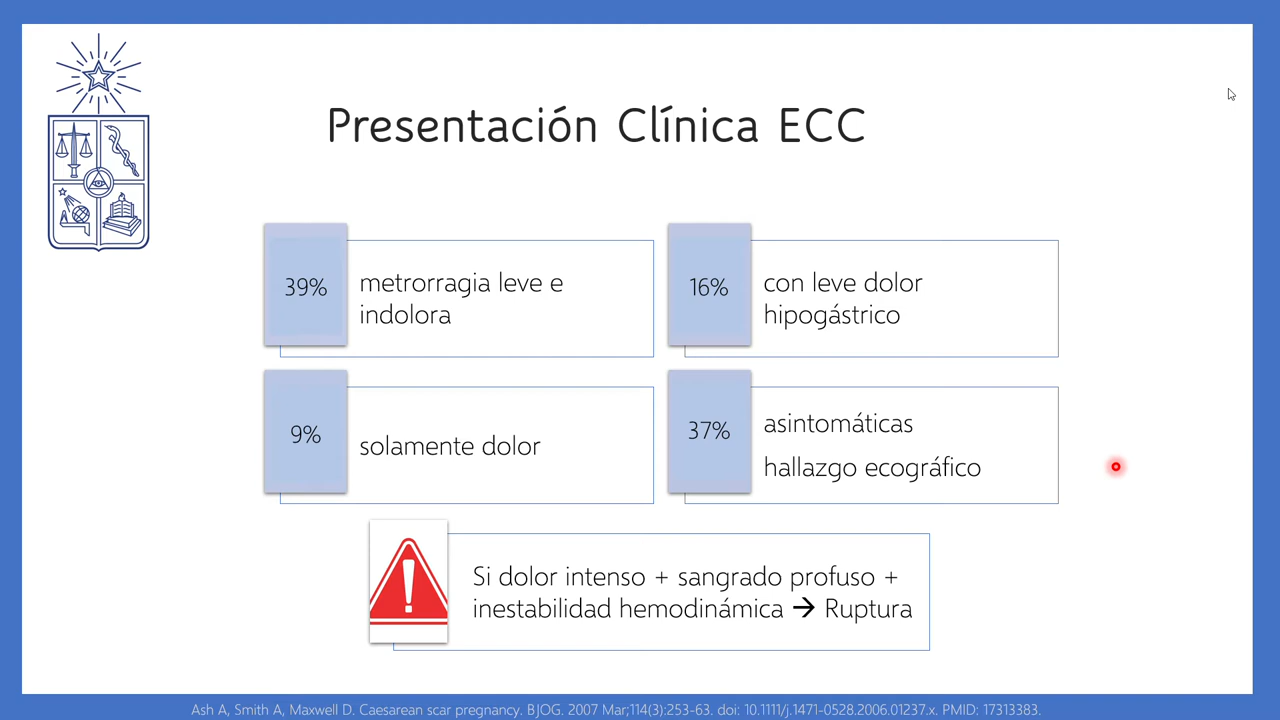 Presentación Clínica ECC
39%
metrorragia leve e
indolora
16%
con leve dolor
hipogástrico
9%
solamente dolor
37%
asintomáticas
hallazgo ecográfico
Si dolor intenso + sangrado profuso +
inestabilidad hemodinámica → Ruptura
Ash A, Smith A, Maxwell D. Caesarean scar pregnancy. BJOG. 2007 Mar;114(3):253-63. doi: 10.1111/j.1471-0528.2006.01237.x. PMID: 17313383.